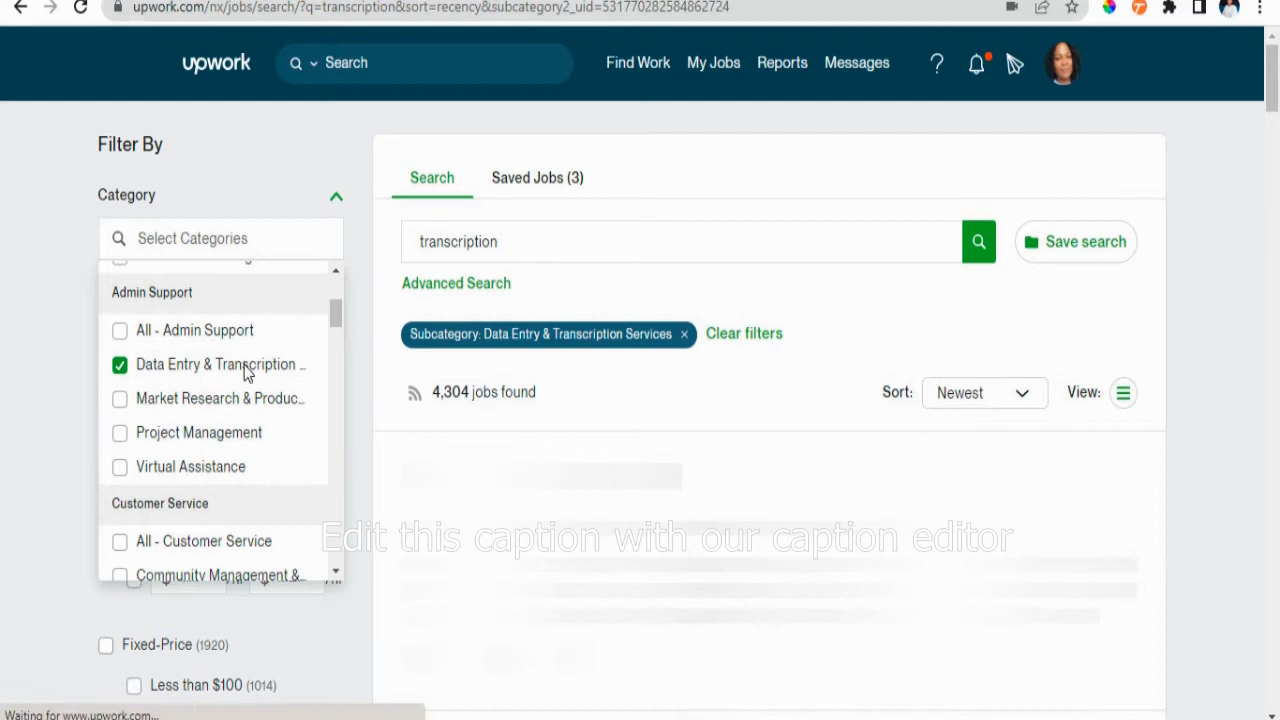 upwork.com/nx/jobs/search/?q=transcription&sort=recency&subcategory2_uid=531770282584862724
upwork
Search
Find Work
My Jobs
Reports
Messages
?
Filter By
Category
Select Categories
Admin Support
All - Admin Support
Data Entry & Transcription ...
Market Research & Produc...
Project Management
Virtual Assistance
Customer Service
All - Customer Service
Community Management &...
Fixed-Price (1920)
Less than $100 (1014)
Search
Saved Jobs (3)
transcription
Save search
Advanced Search
Subcategory: Data Entry & Transcription Services ×
Clear filters
4,304 jobs found
Sort:
Newest
View:
Edit this caption with our caption editor
Waiting for www.upwork.com...